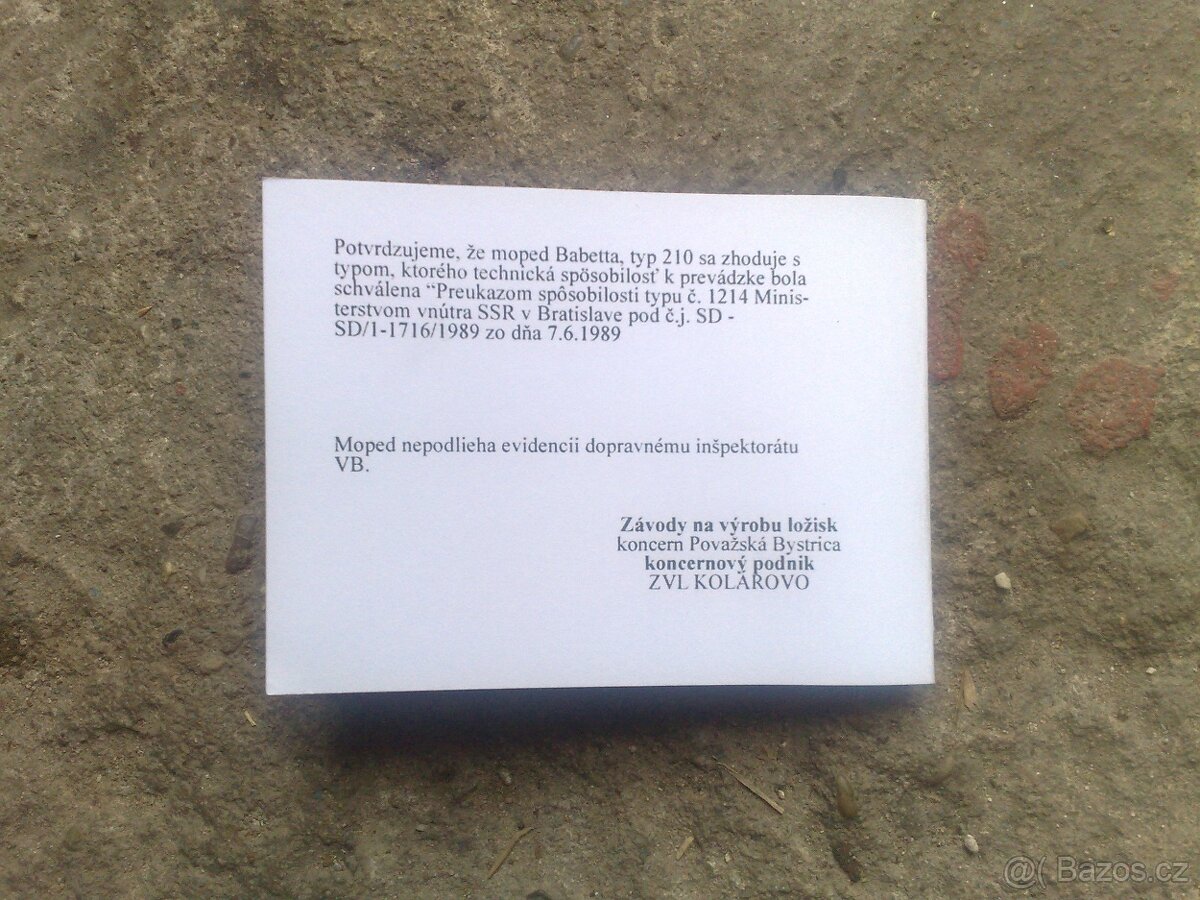 Potvrdzujeme, že moped Babetta, typ 210 sa zhoduje s
typom, ktorého technická spösobilosť k prevádzke bola
schválena “Preukazom spôsobilosti typu č. 1214 Minis-
terstvom vnútra SSR v Bratislave pod č.j. SD -
SD/1-1716/1989 zo dňa 7.6.1989
Moped nepodlieha evidencii dopravnému inšpektorátu
VB.
Závody na výrobu ložisk
koncern Považská Bystrica
koncernový podnik
ZVL KOLÁROVO
@( Bazos.cz